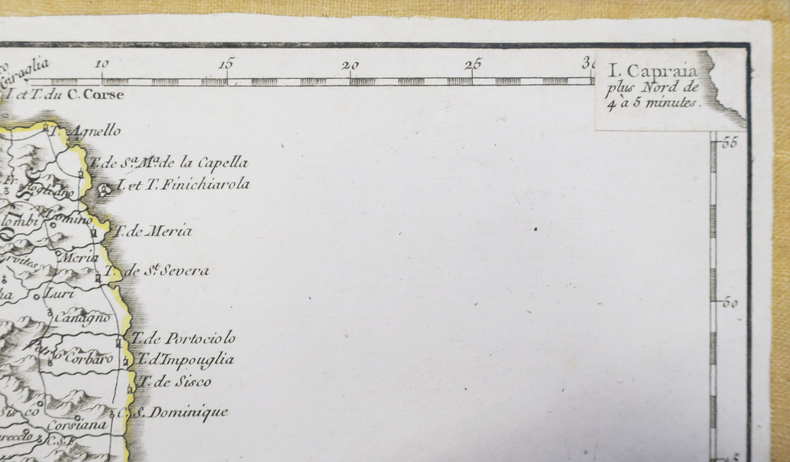 10 15 20 25
I. Capraia
plus Nord de
4 à 5 minutes.
I et T. du C. Corse
T. Agnello
T. de Sª. Mª. de la Capella
I. et T. Finichiarola
T. de Meria
Meria
T. de St. Severa
Luri
Canagno
T. de Portociolo
Corbaro
T. d'Impouglia
T. de Sisco
S. Dominique
Corsiana
C. S. F.
55
50